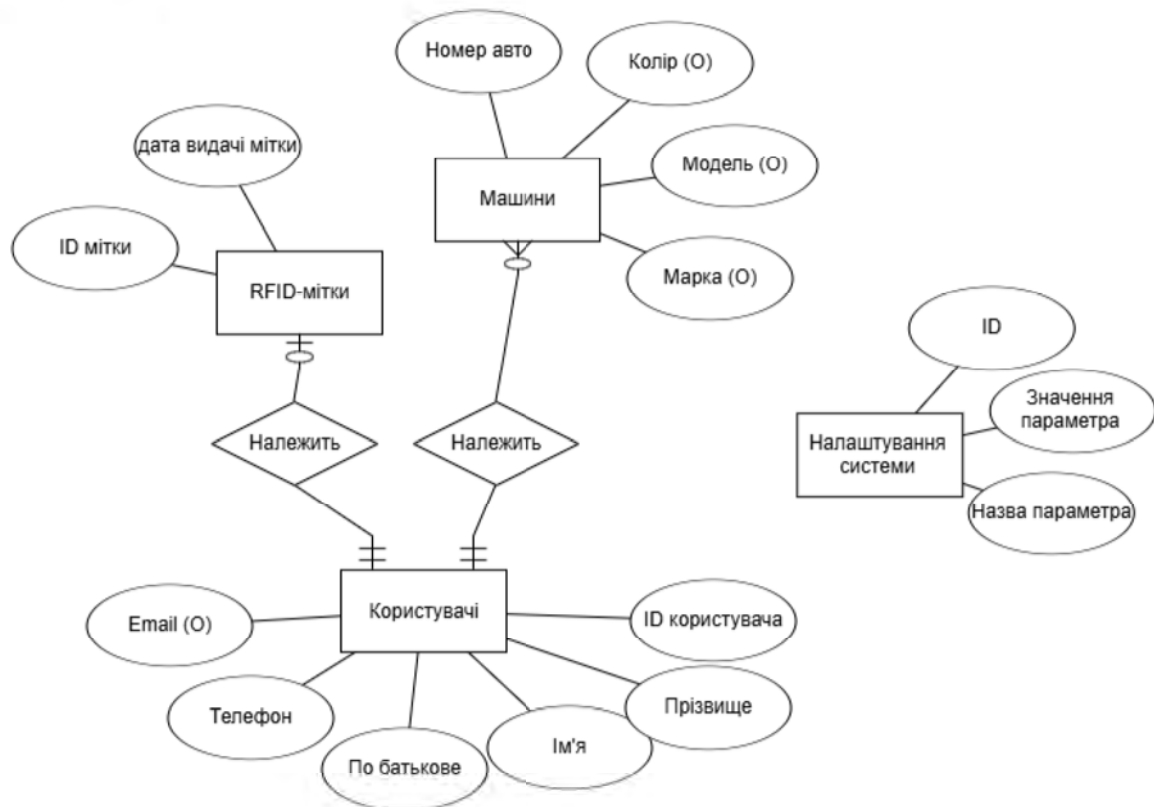 Номер авто
Колір (О)
дата видачі мітки
Модель (О)
Машини
ID мітки
Марка (О)
RFID-мітки
ID
Значення
параметра
Належить
Належить
Налаштування
системи
Назва параметра
Користувачі
ID користувача
Email (О)
Прізвище
Телефон
Ім'я
По батькове